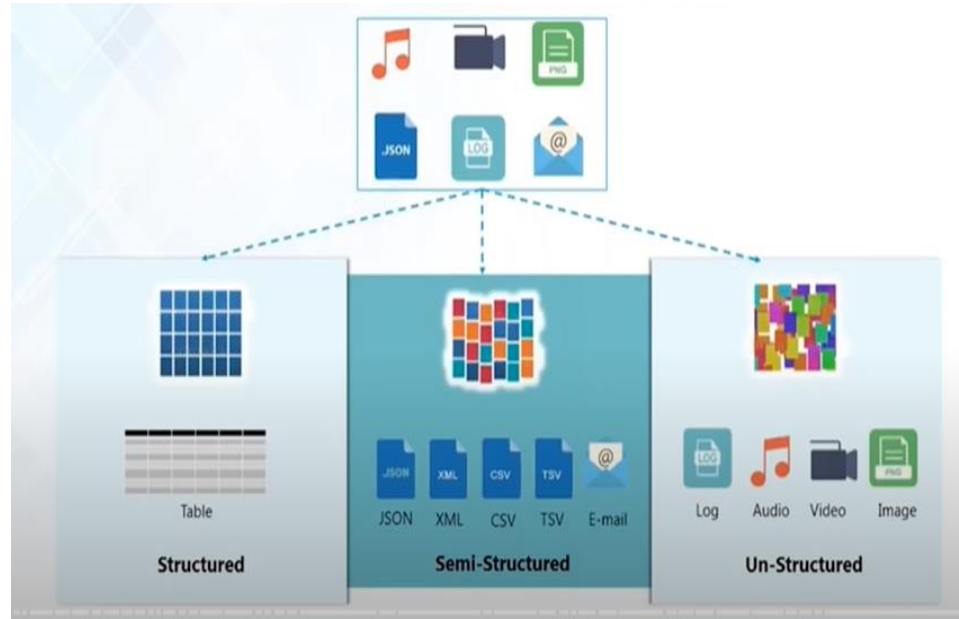 PNG
.JSON
LOG
@
Table
Structured
.JSON
XML
CSV
TSV
@
JSON
XML
CSV
TSV
E-mail
Semi-Structured
LOG
PNG
Log
Audio
Video
Image
Un-Structured